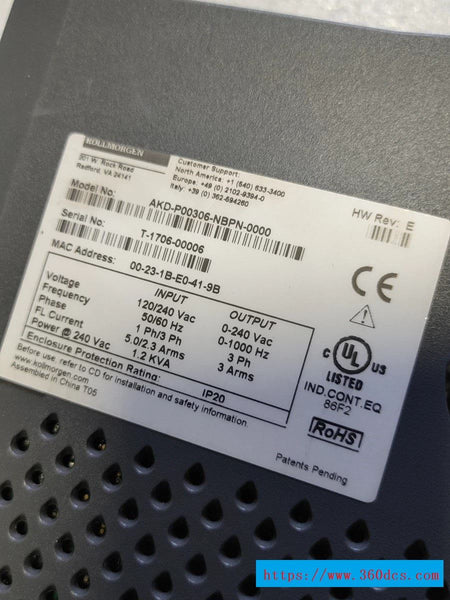 KOLLMORGEN
201 W. Rock Road
Radford, VA 24141
Customer Support:
North America: +1 (540) 633-3400
Europe: +49 (0) 2102-9394-0
Italy: +39 (0) 362-594260
Model No:
AKD-P00306-NBPN-0000
HW Rev: E
Serial No:
T-1706-00006
MAC Address: 00-23-1B-E0-41-9B
INPUT OUTPUT
Voltage 120/240 Vac 0-240 Vac
Frequency 50/60 Hz 0-1000 Hz
Phase 1 Ph/3 Ph 3 Ph
FL Current 5.0/2.3 Arms 3 Arms
Power @ 240 Vac 1.2 KVA
Enclosure Protection Rating: IP20
Before use, refer to CD for installation and safety information.
www.kollmorgen.com
Assembled in China T05
CE
C UL US
LISTED
IND.CONT.EQ
86F2
RoHS
Patents Pending
https://www.360dcs.com